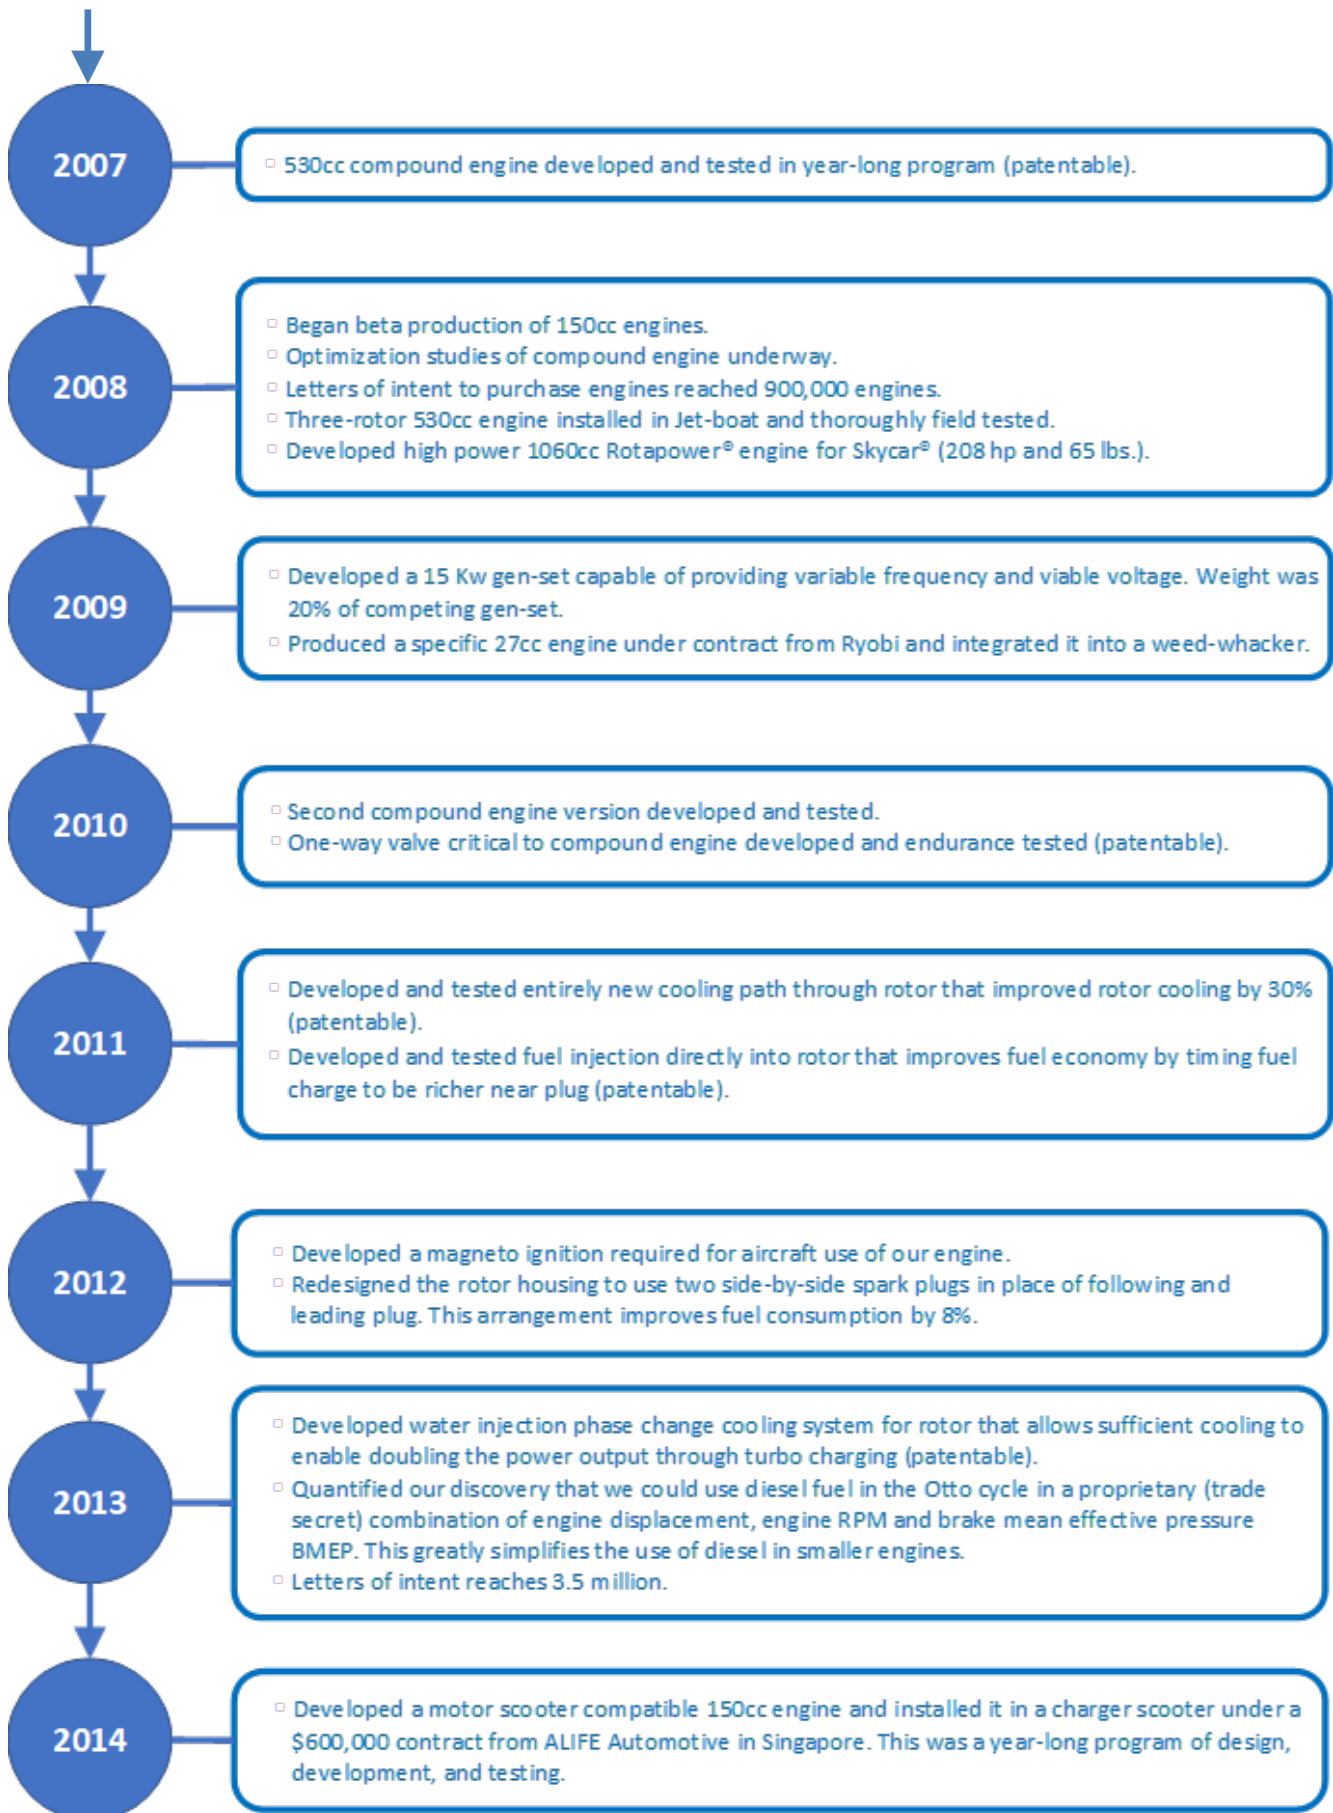 2007
▫ 530cc compound engine developed and tested in year-long program (patentable).
2008
▫ Began beta production of 150cc engines.
▫ Optimization studies of compound engine underway.
▫ Letters of intent to purchase engines reached 900,000 engines.
▫ Three-rotor 530cc engine installed in Jet-boat and thoroughly field tested.
▫ Developed high power 1060cc Rotapower® engine for Skycar® (208 hp and 65 lbs.).
2009
▫ Developed a 15 Kw gen-set capable of providing variable frequency and viable voltage. Weight was
20% of competing gen-set.
▫ Produced a specific 27cc engine under contract from Ryobi and integrated it into a weed-whacker.
2010
▫ Second compound engine version developed and tested.
▫ One-way valve critical to compound engine developed and endurance tested (patentable).
2011
▫ Developed and tested entirely new cooling path through rotor that improved rotor cooling by 30%
(patentable).
▫ Developed and tested fuel injection directly into rotor that improves fuel economy by timing fuel
charge to be richer near plug (patentable).
2012
▫ Developed a magneto ignition required for aircraft use of our engine.
▫ Redesigned the rotor housing to use two side-by-side spark plugs in place of following and
leading plug. This arrangement improves fuel consumption by 8%.
2013
▫ Developed water injection phase change cooling system for rotor that allows sufficient cooling to
enable doubling the power output through turbo charging (patentable).
▫ Quantified our discovery that we could use diesel fuel in the Otto cycle in a proprietary (trade
secret) combination of engine displacement, engine RPM and brake mean effective pressure
BMEP. This greatly simplifies the use of diesel in smaller engines.
▫ Letters of intent reaches 3.5 million.
2014
▫ Developed a motor scooter compatible 150cc engine and installed it in a charger scooter under a
$600,000 contract from ALIFE Automotive in Singapore. This was a year-long program of design,
development, and testing.